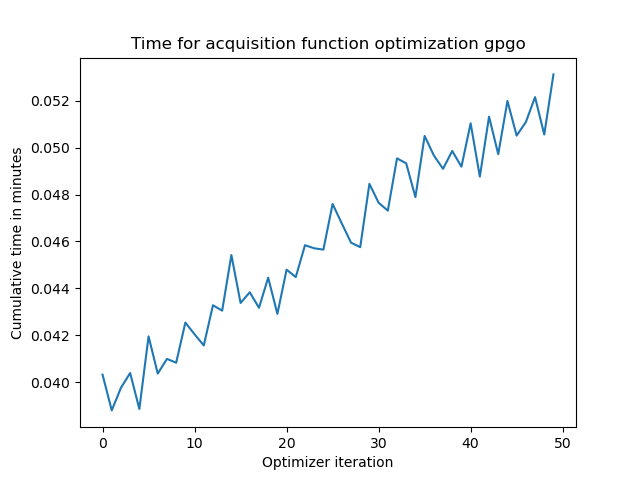 Time for acquisition function optimization gpgo
0.052
0.050
0.048
0.046
0.044
0.042
0.040
Cumulative time in minutes
0 10 20 30 40 50
Optimizer iteration